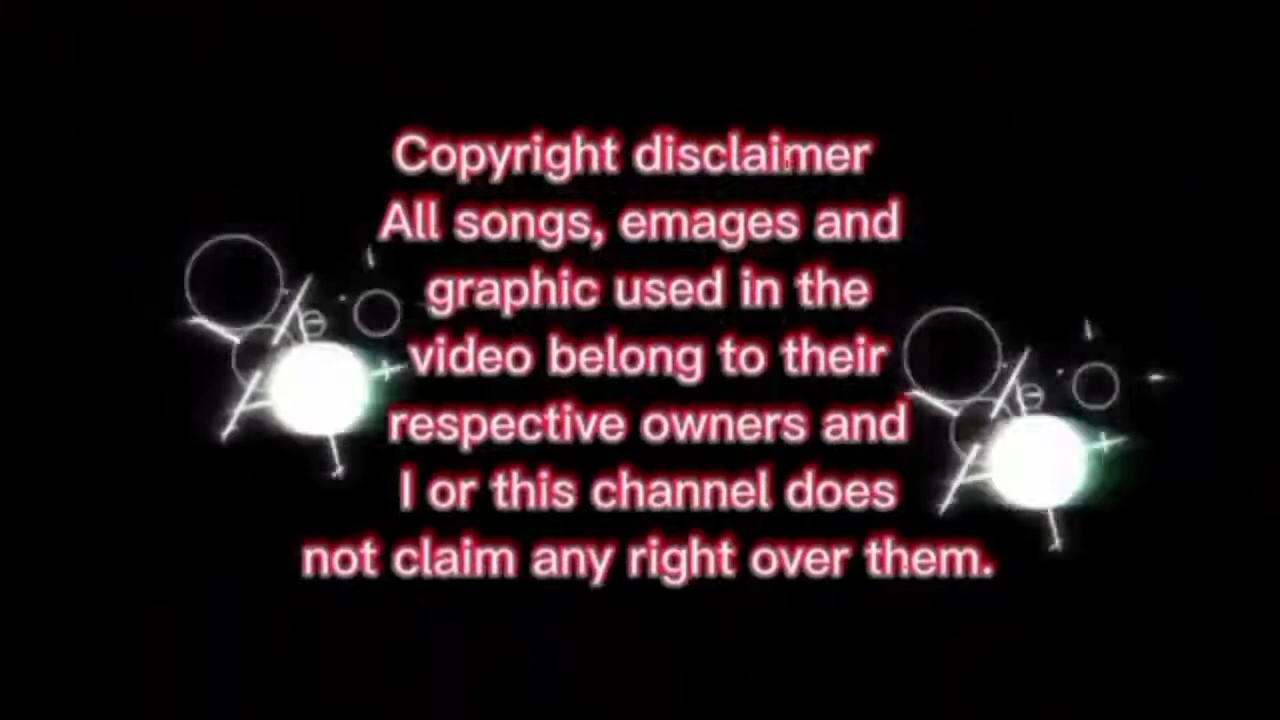 Copyright disclaimer
All songs, emages and
graphic used in the
video belong to their
respective owners and
I or this channel does
not claim any right over them.